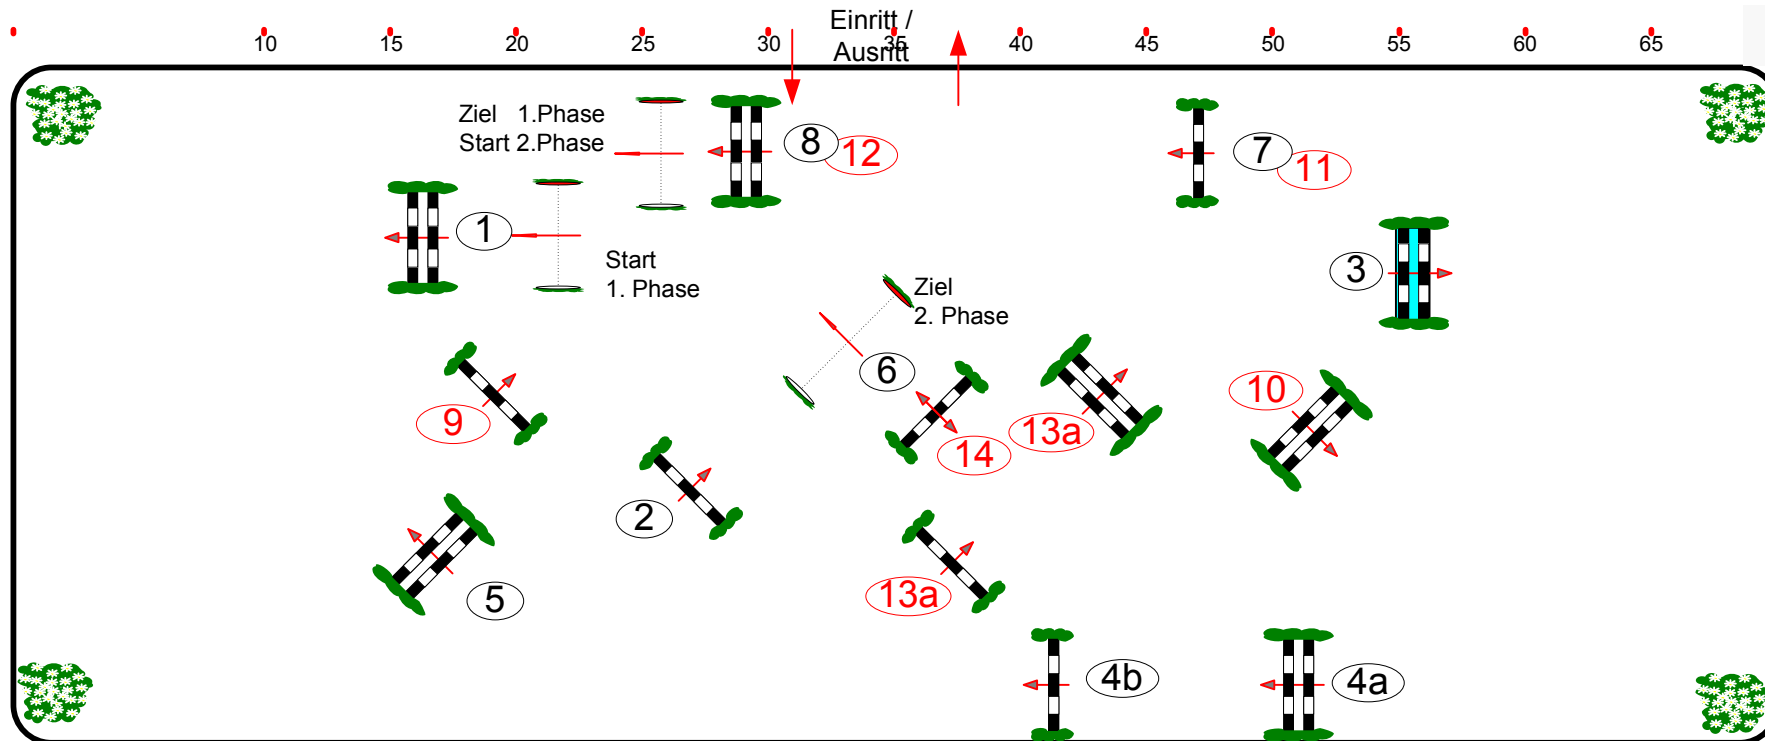 Einritt /
Ausritt
10 15 20 25 30 35 40 45 50 55 60 65
Ziel 1.Phase
Start 2.Phase
8
12
7
11
1
3
Start
1. Phase
Ziel
2. Phase
6
10
9
13a
14
2
5
13a
4b
4a